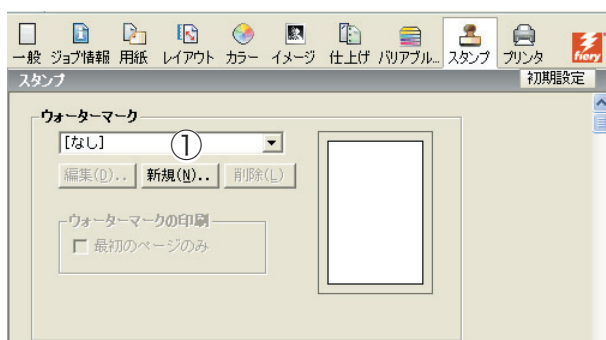 一般 ジョブ情報 用紙 レイアウト カラー イメージ 仕上げ バリアブル... スタンプ プリンタ fiery
スタンプ 初期設定
ウォーターマーク
[なし] ①
編集(D).. 新規(N).. 削除(L)
ウォーターマークの印刷
最初のページのみ